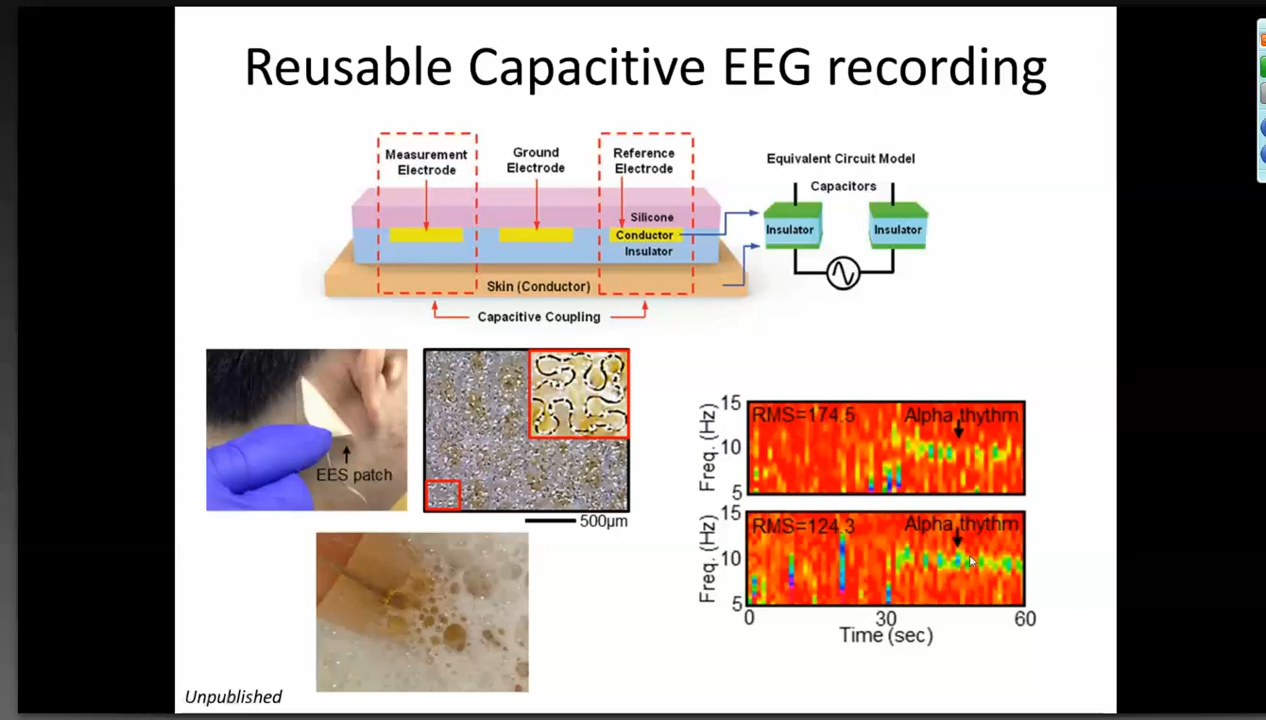 Reusable Capacitive EEG recording
Measurement
Electrode
Ground
Electrode
Reference
Electrode
Silicone
Conductor
Insulator
Skin (Conductor)
Capacitive Coupling
Equivalent Circuit Model
Capacitors
Insulator
Insulator
EES patch
500μm
15
10
5
Freq. (Hz)
RMS=174.5
Alpha thythm
15
10
5
Freq. (Hz)
RMS=124.3
Alpha thythm
0
30
60
Time (sec)
Unpublished